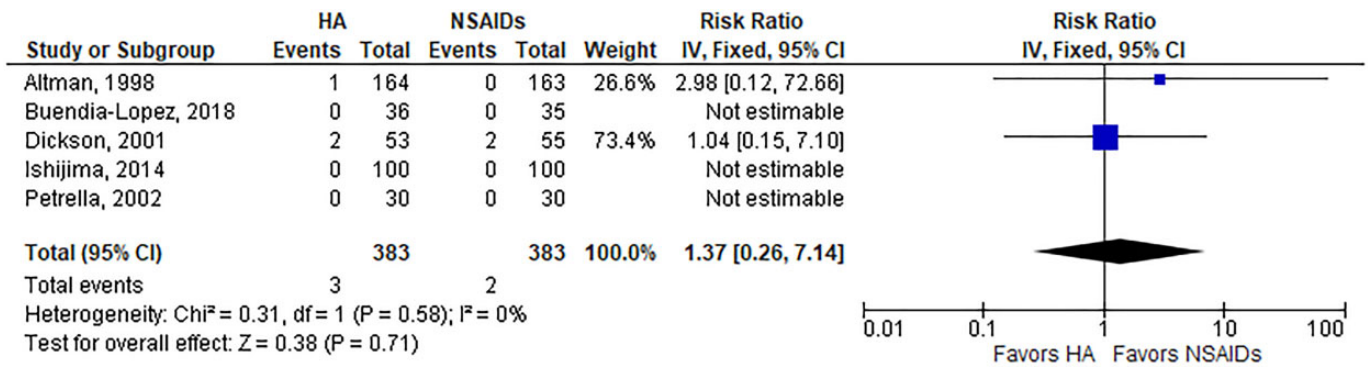 HA NSAIDs Risk Ratio Risk Ratio
Study or Subgroup Events Total Events Total Weight IV, Fixed, 95% CI IV, Fixed, 95% CI
Altman, 1998 1 164 0 163 26.6% 2.98 [0.12, 72.66]
Buendia-Lopez, 2018 0 36 0 35 Not estimable
Dickson, 2001 2 53 2 55 73.4% 1.04 [0.15, 7.10]
Ishijima, 2014 0 100 0 100 Not estimable
Petrella, 2002 0 30 0 30 Not estimable
Total (95% CI) 383 383 100.0% 1.37 [0.26, 7.14]
Total events 3 2
Heterogeneity: Chi² = 0.31, df = 1 (P = 0.58); I² = 0%
Test for overall effect: Z = 0.38 (P = 0.71)
0.01 0.1 1 10 100
Favors HA Favors NSAIDs